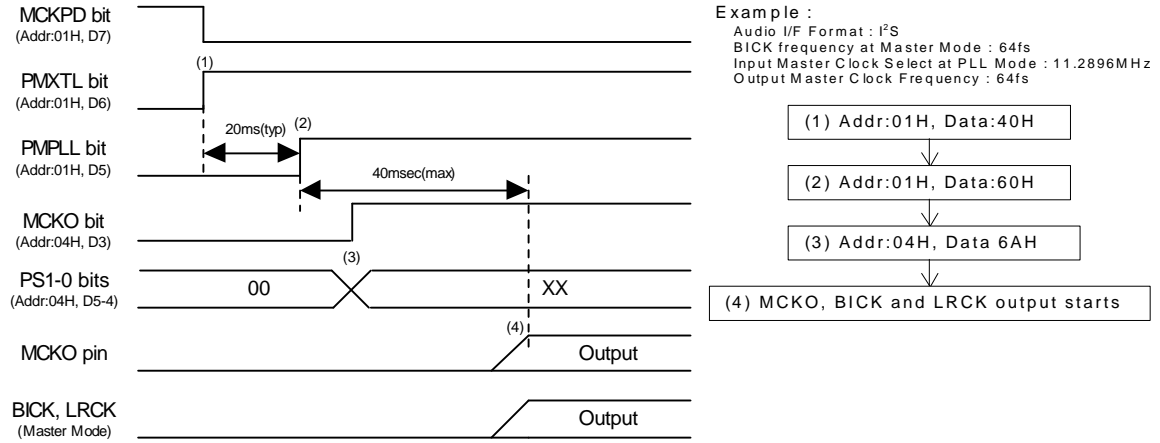 MCKPD bit
(Addr:01H, D7)
(1)
PMXTL bit
(Addr:01H, D6)
20ms(typ)
(2)
PMPLL bit
(Addr:01H, D5)
40msec(max)
MCKO bit
(Addr:04H, D3)
(3)
PS1-0 bits
(Addr:04H, D5-4)
00
XX
(4)
MCKO pin
Output
BICK, LRCK
(Master Mode)
Output
Example :
Audio I/F Format : I²S
BICK frequency at Master Mode : 64fs
Input Master Clock Select at PLL Mode : 11.2896MHz
Output Master Clock Frequency : 64fs
(1) Addr:01H, Data:40H
(2) Addr:01H, Data:60H
(3) Addr:04H, Data 6AH
(4) MCKO, BICK and LRCK output starts